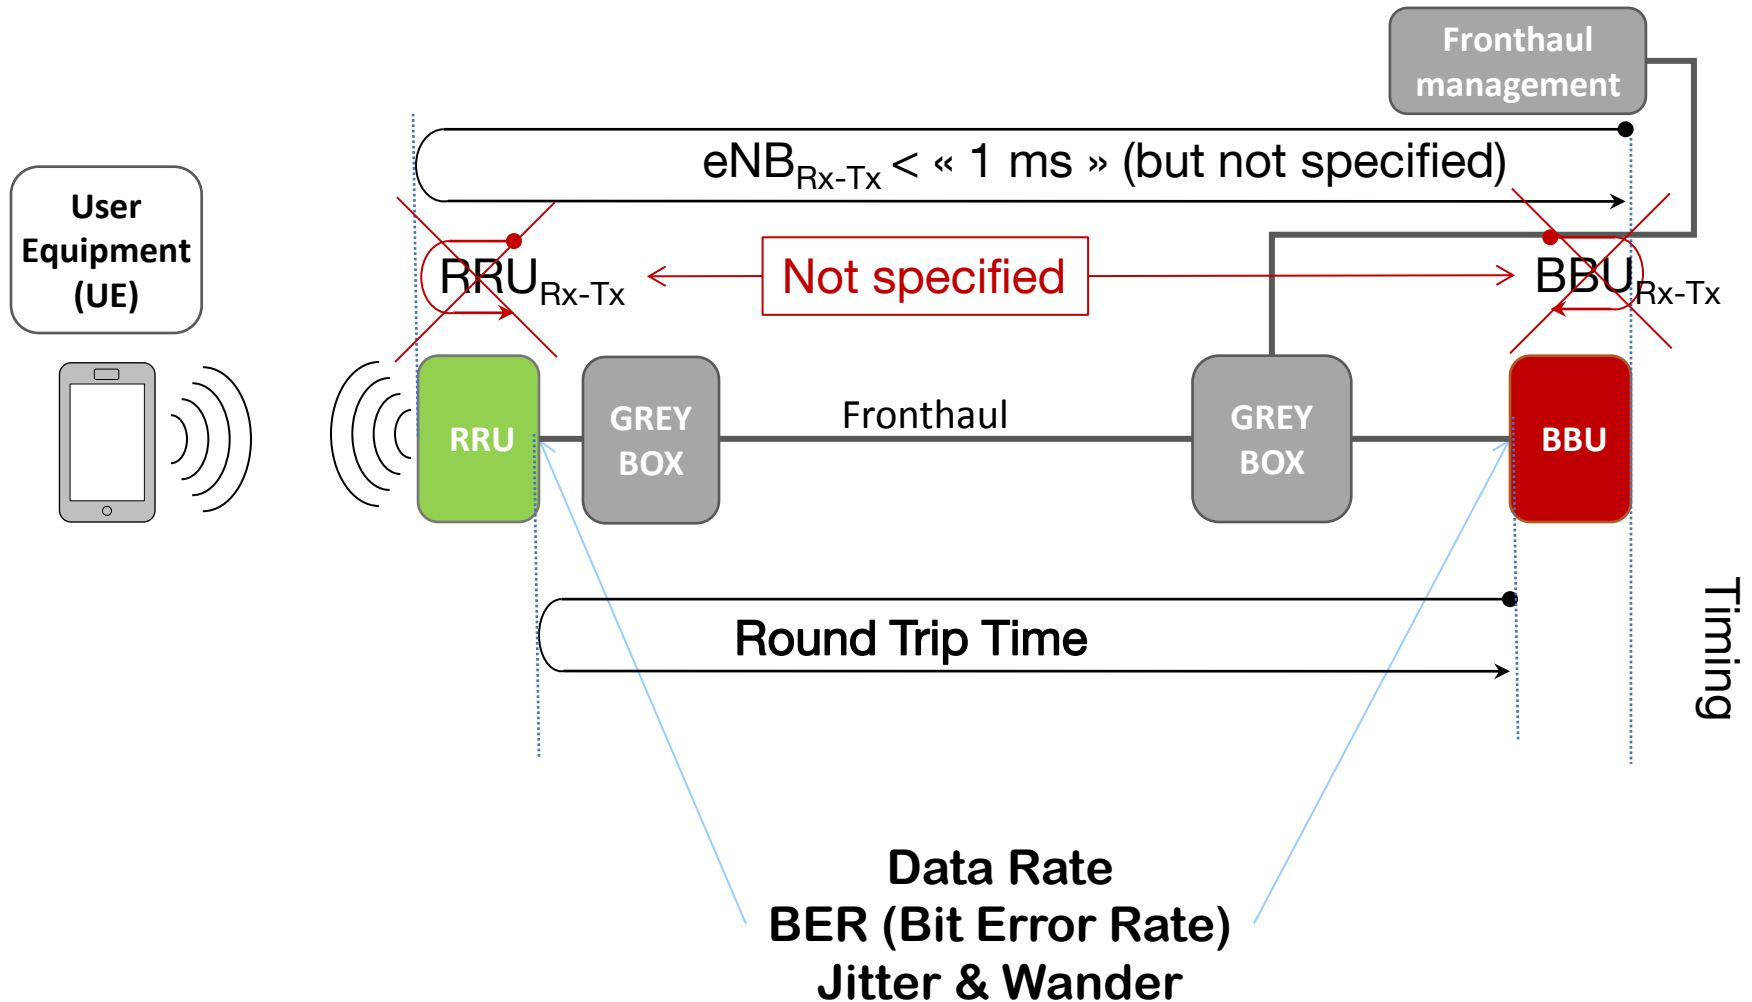 Fronthaul
management
eNBRx-Tx < « 1 ms » (but not specified)
User
Equipment
(UE)
RRURx-Tx
Not specified
BBURx-Tx
RRU
GREY
BOX
Fronthaul
GREY
BOX
BBU
Round Trip Time
Timing
Data Rate
BER (Bit Error Rate)
Jitter & Wander